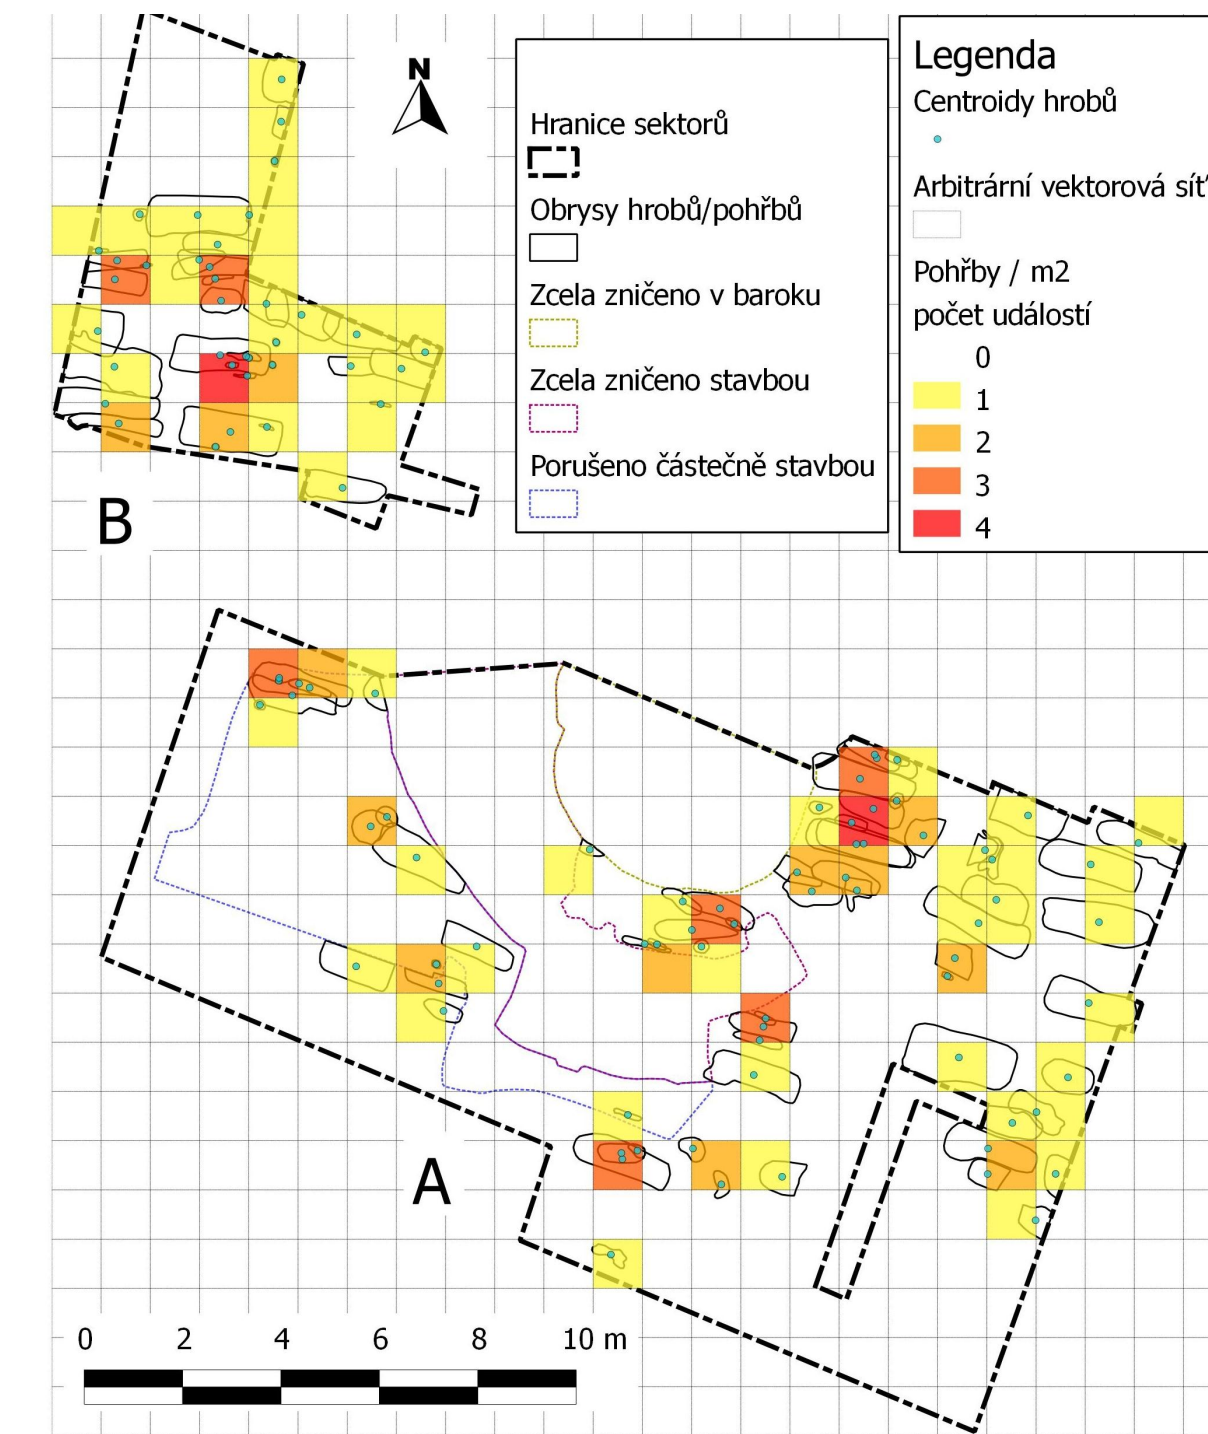 N
Hranice sektorů
Obrysy hrobů/pohřbů
Zcela zničeno v baroku
Zcela zničeno stavbou
Porušeno částečně stavbou
Legenda
Centroidy hrobů
Arbitrární vektorová síť
Pohřby / m2
počet událostí
0
1
2
3
4
B
A
0 2 4 6 8 10 m